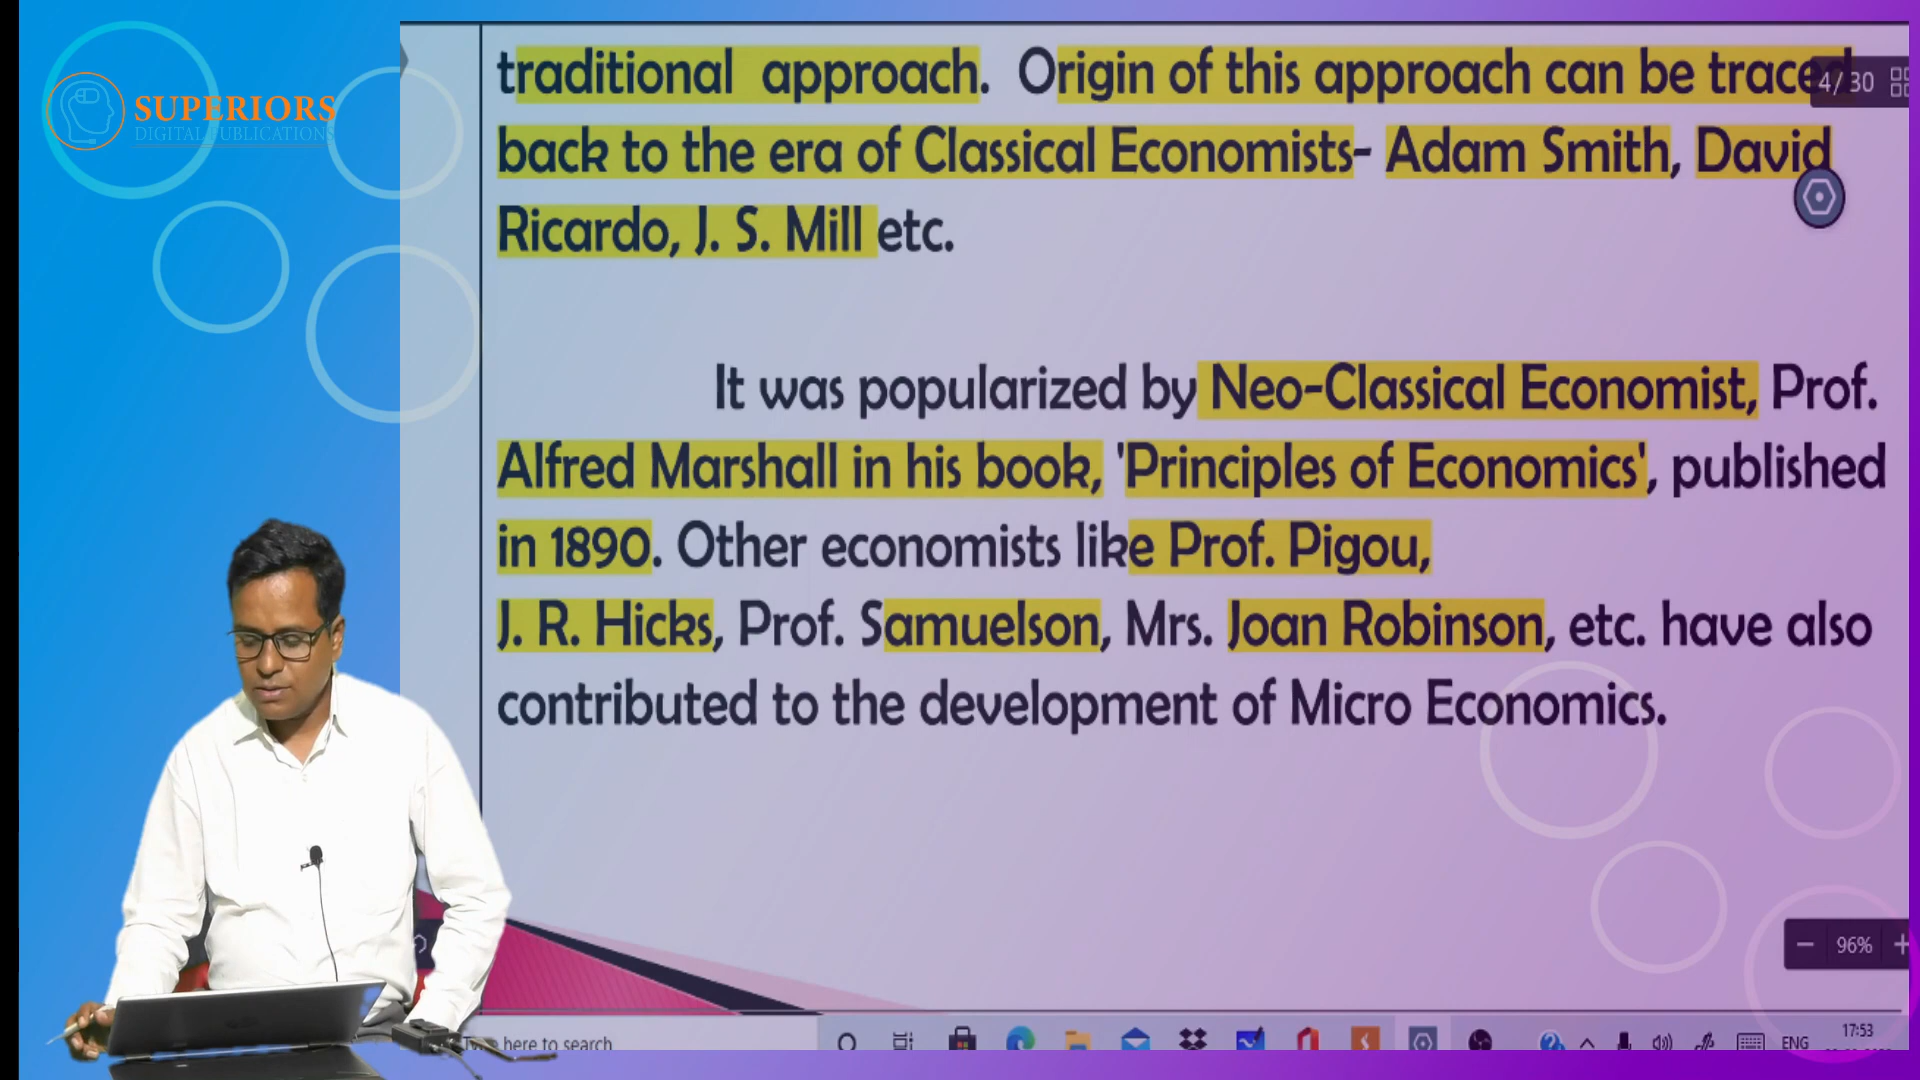 SUPERIORS
DIGITAL PUBLICATIONS
traditional approach. Origin of this approach can be traced
4/30
back to the era of Classical Economists- Adam Smith, David
Ricardo, J. S. Mill etc.
It was popularized by Neo-Classical Economist, Prof.
Alfred Marshall in his book, 'Principles of Economics', published
in 1890. Other economists like Prof. Pigou,
J. R. Hicks, Prof. Samuelson, Mrs. Joan Robinson, etc. have also
contributed to the development of Micro Economics.
96%
here to search
ENG
17:53